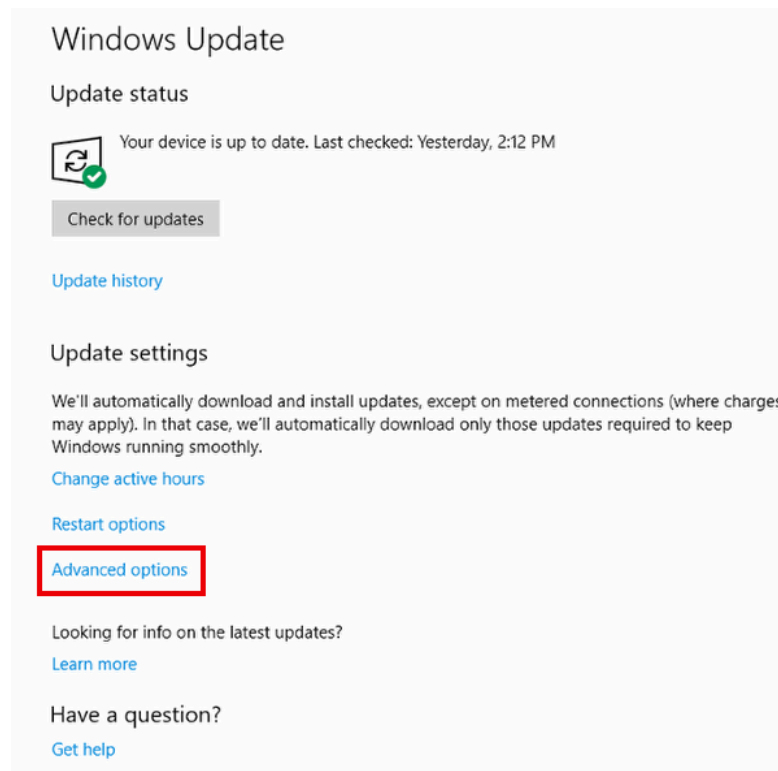 Windows Update
Update status
Your device is up to date. Last checked: Yesterday, 2:12 PM
Check for updates
Update history
Update settings
We'll automatically download and install updates, except on metered connections (where charges
may apply). In that case, we'll automatically download only those updates required to keep
Windows running smoothly.
Change active hours
Restart options
Advanced options
Looking for info on the latest updates?
Learn more
Have a question?
Get help